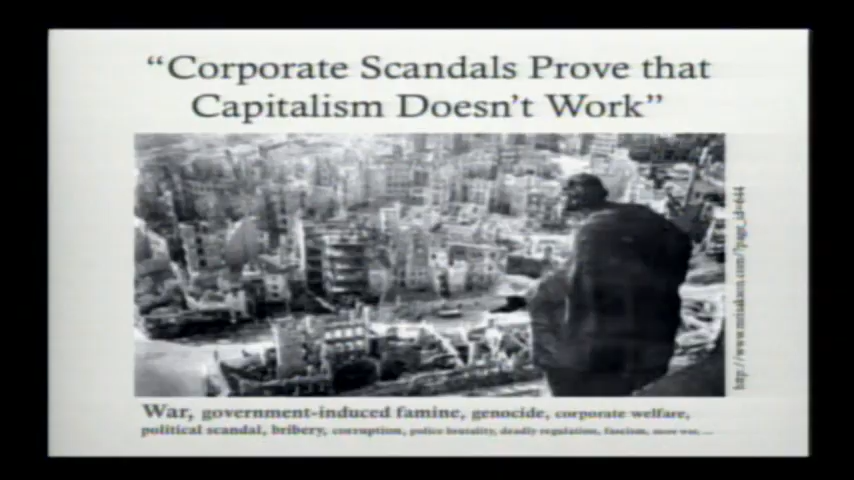 “Corporate Scandals Prove that
Capitalism Doesn’t Work”
War, government-induced famine, genocide, corporate welfare,
political scandal, bribery, corruption, police brutality, deadly regulation, fascism, more war, ...